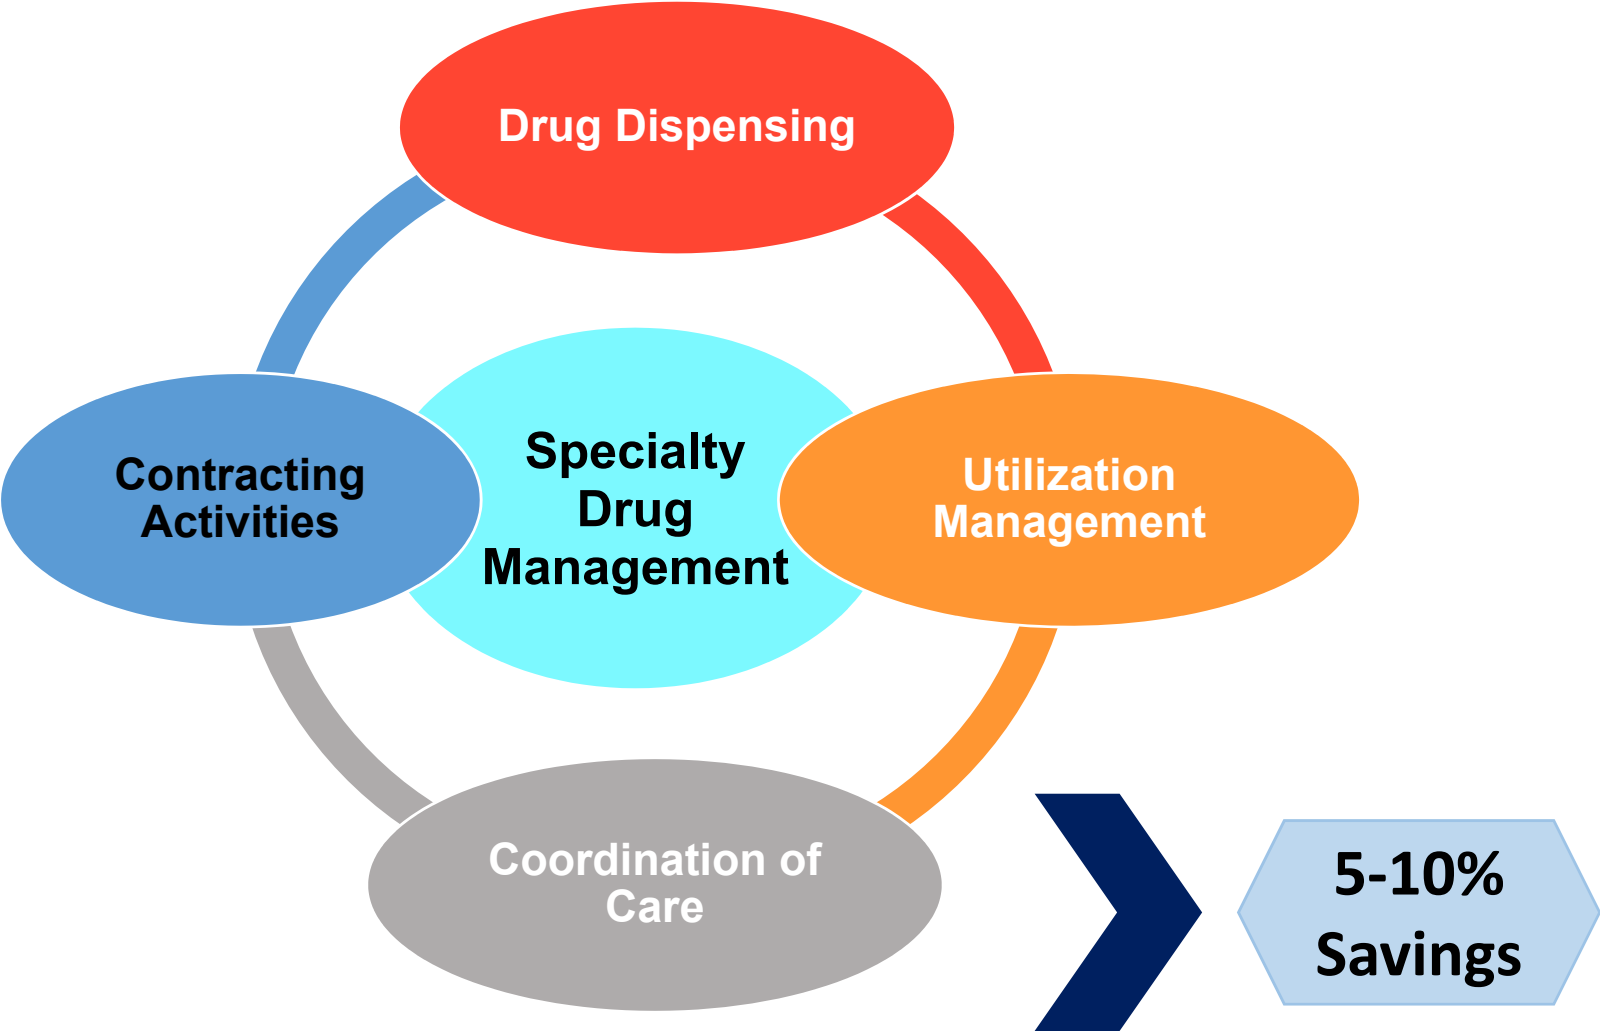 Drug Dispensing
Contracting
Activities
Specialty
Drug
Management
Utilization
Management
Coordination of
Care
5-10%
Savings